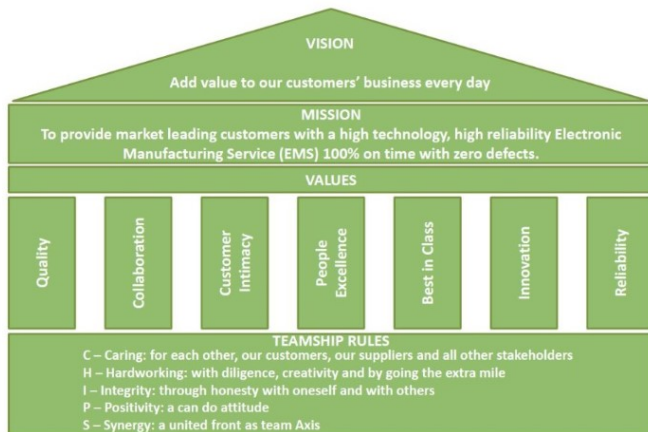 VISION
Add value to our customers’ business every day
MISSION
To provide market leading customers with a high technology, high reliability Electronic
Manufacturing Service (EMS) 100% on time with zero defects.
VALUES
Quality
Collaboration
Customer
Intimacy
People
Excellence
Best in Class
Innovation
Reliability
TEAMSHIP RULES
C – Caring: for each other, our customers, our suppliers and all other stakeholders
H – Hardworking: with diligence, creativity and by going the extra mile
I – Integrity: through honesty with oneself and with others
P – Positivity: a can do attitude
S – Synergy: a united front as team Axis